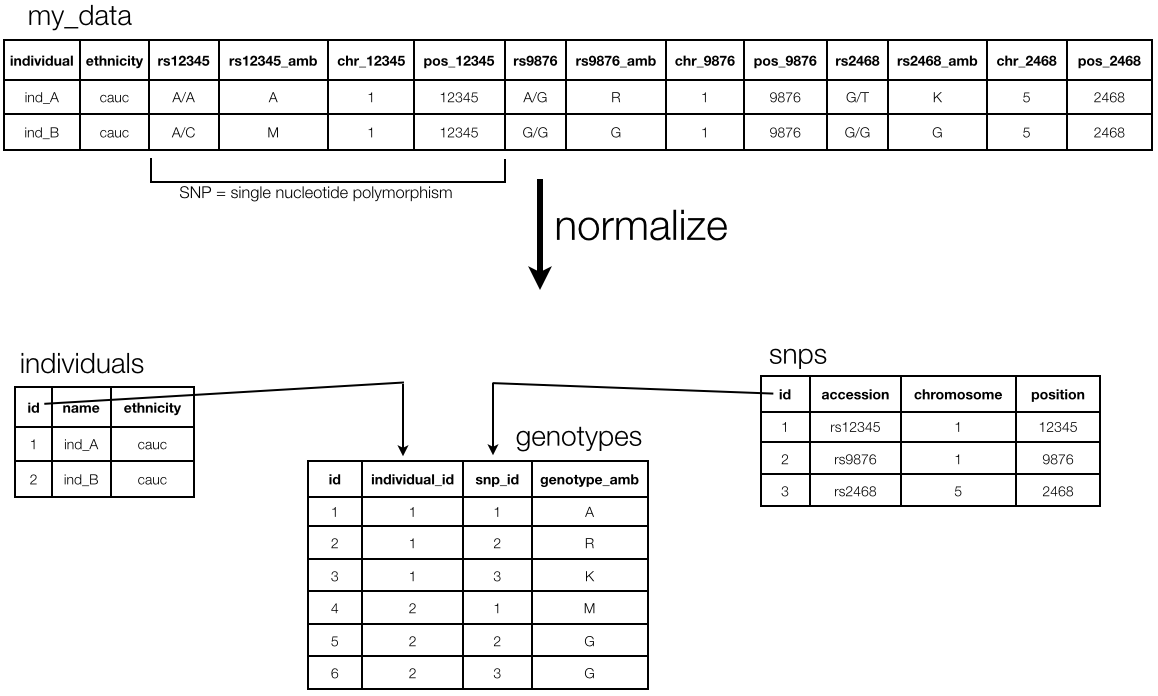 my_data
individual ethnicity rs12345 rs12345_amb chr_12345 pos_12345 rs9876 rs9876_amb chr_9876 pos_9876 rs2468 rs2468_amb chr_2468 pos_2468
ind_A cauc A/A A 1 12345 A/G R 1 9876 G/T K 5 2468
ind_B cauc A/C M 1 12345 G/G G 1 9876 G/G G 5 2468
SNP = single nucleotide polymorphism
normalize
individuals
id name ethnicity
1 ind_A cauc
2 ind_B cauc
genotypes
id individual_id snp_id genotype_amb
1 1 1 A
2 1 2 R
3 1 3 K
4 2 1 M
5 2 2 G
6 2 3 G
snps
id accession chromosome position
1 rs12345 1 12345
2 rs9876 1 9876
3 rs2468 5 2468